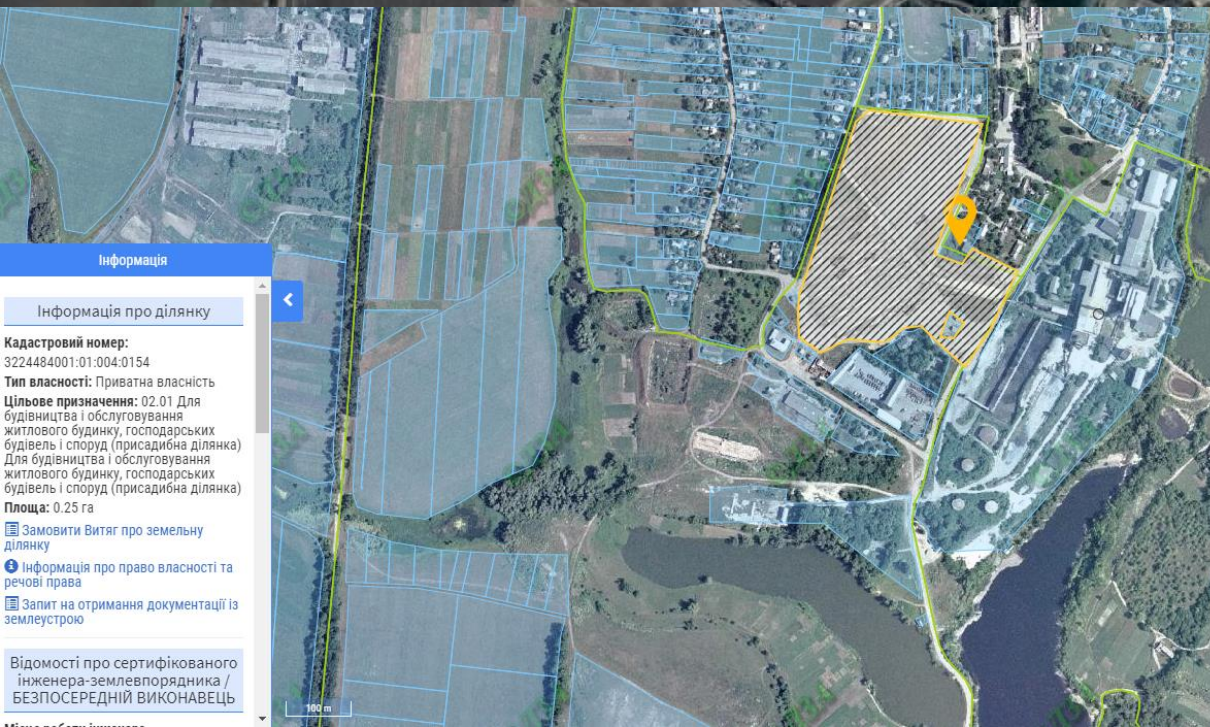 Інформація
Інформація про ділянку
Кадастровий номер:
3224484001:01:004:0154
Тип власності: Приватна власність
Цільове призначення: 02.01 Для
будівництва і обслуговування
житлового будинку, господарських
будівель і споруд (присадибна ділянка)
Для будівництва і обслуговування
житлового будинку, господарських
будівель і споруд (присадибна ділянка)
Площа: 0.25 га
Замовити Витяг про земельну
ділянку
Інформація про право власності та
речові права
Запит на отримання документації із
землеустрою
Відомості про сертифікованого
інженера-землевпорядника /
БЕЗПОСЕРЕДНІЙ ВИКОНАВЕЦЬ
100 m